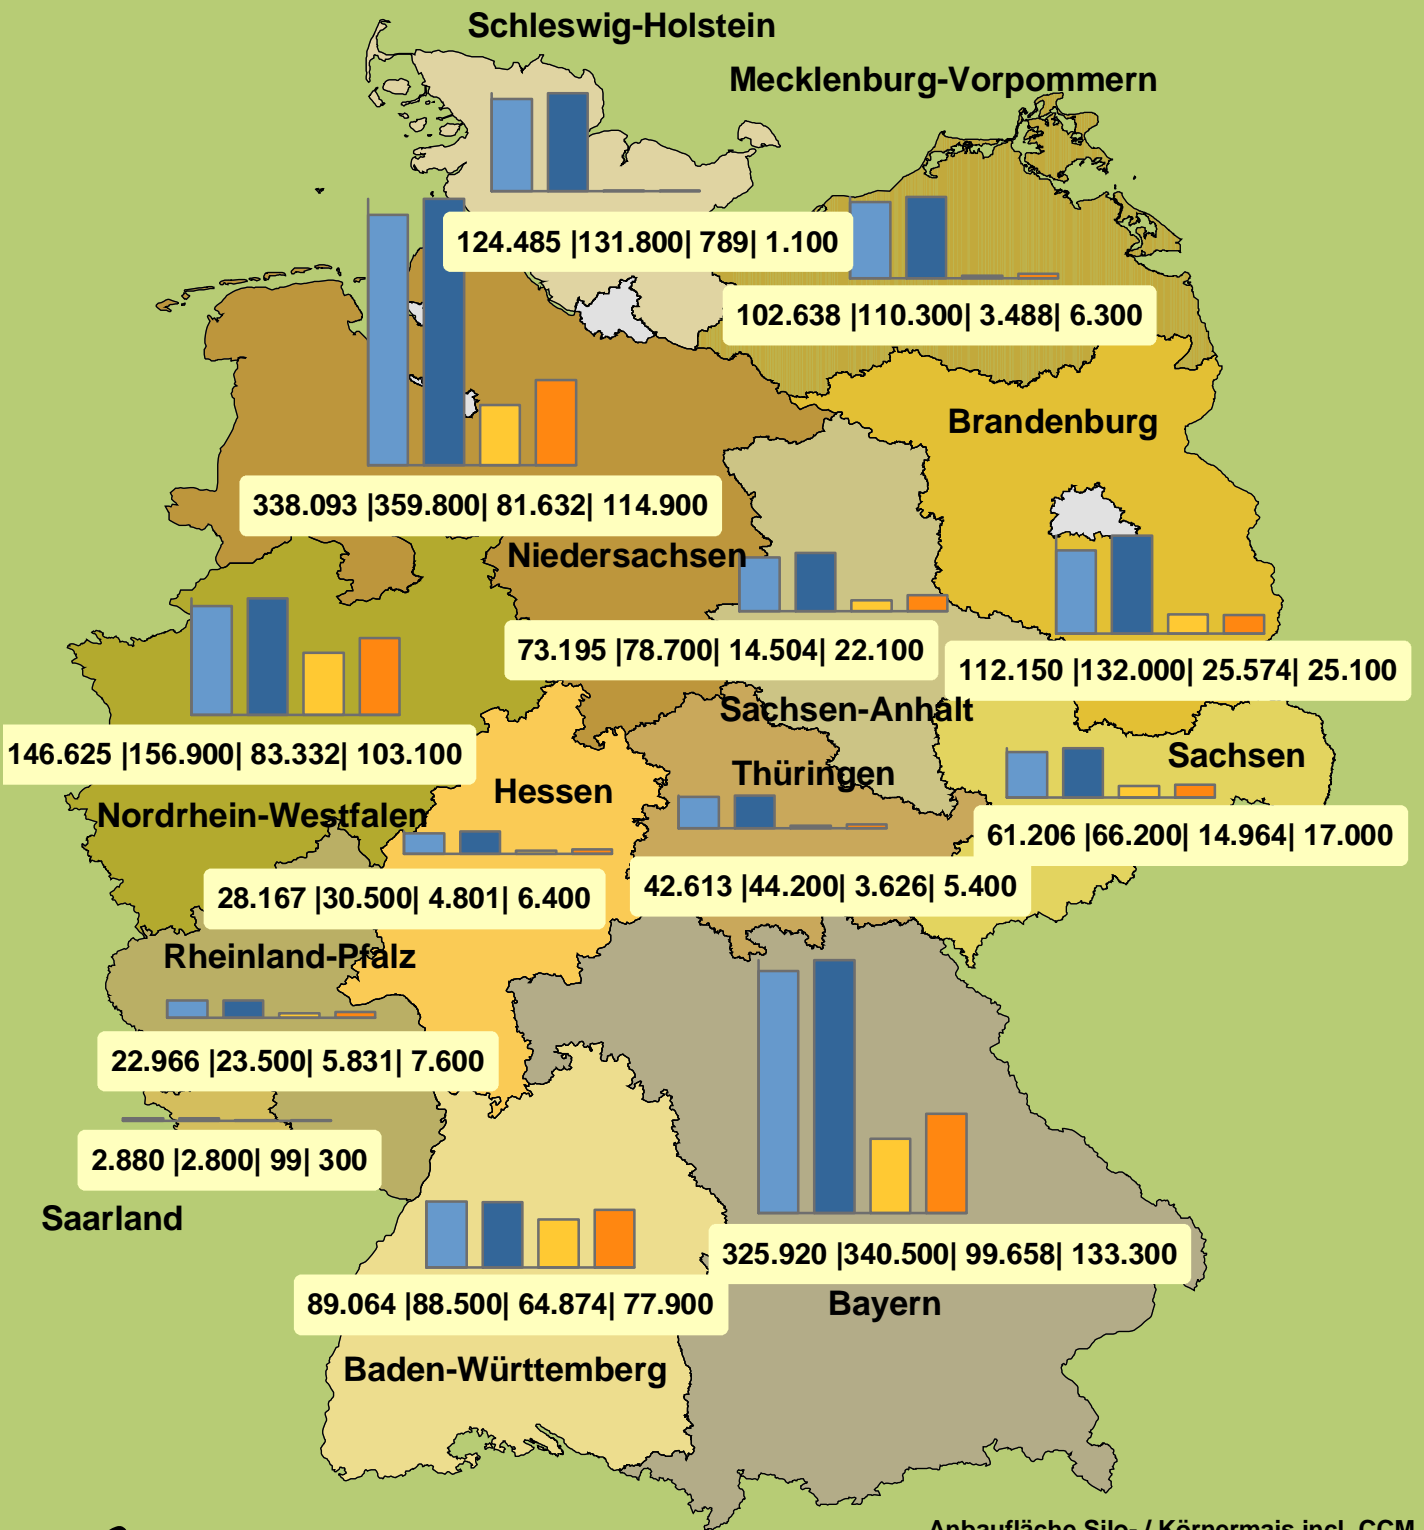 Schleswig-Holstein
Mecklenburg-Vorpommern
124.485 |131.800| 789| 1.100
102.638 |110.300| 3.488| 6.300
Brandenburg
338.093 |359.800| 81.632| 114.900
Niedersachsen
73.195 |78.700| 14.504| 22.100
112.150 |132.000| 25.574| 25.100
Sachsen-Anhalt
146.625 |156.900| 83.332| 103.100
Sachsen
Thüringen
Hessen
Nordrhein-Westfalen
61.206 |66.200| 14.964| 17.000
28.167 |30.500| 4.801| 6.400
42.613 |44.200| 3.626| 5.400
Rheinland-Pfalz
22.966 |23.500| 5.831| 7.600
2.880 |2.800| 99| 300
Saarland
325.920 |340.500| 99.658| 133.300
89.064 |88.500| 64.874| 77.900
Bayern
Baden-Württemberg
Anbaufläche Silo- / Körnermais incl. CCM